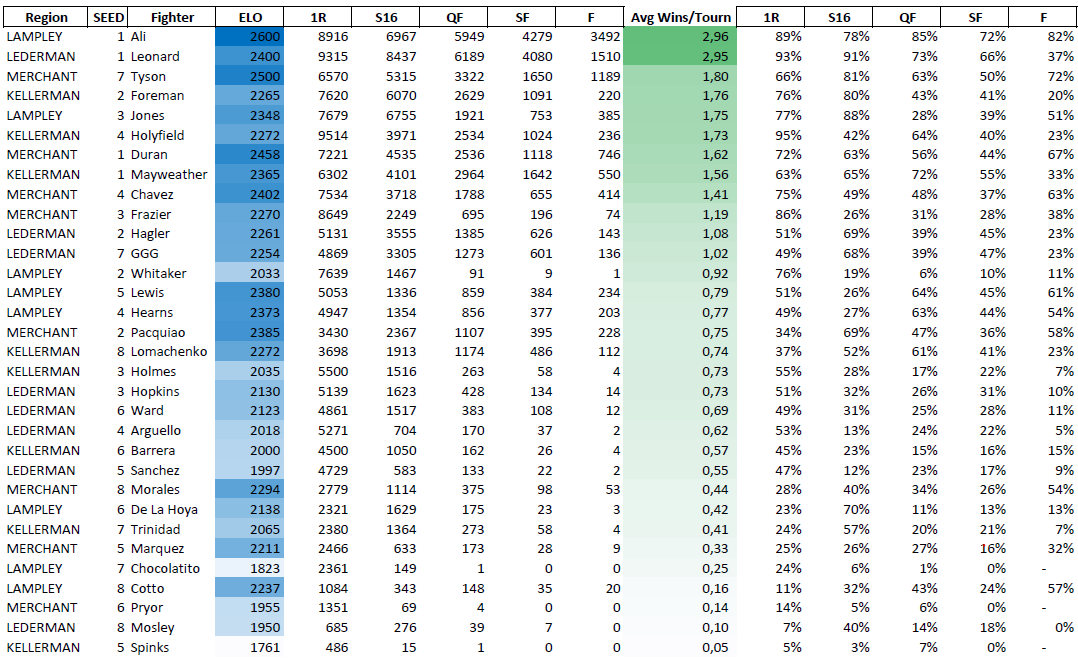 Region SEED Fighter ELO 1R S16 QF SF F Avg Wins/Tourn 1R S16 QF SF F
LAMPLEY 1 Ali 2600 8916 6967 5949 4279 3492 2,96 89% 78% 85% 72% 82%
LEDERMAN 1 Leonard 2400 9315 8437 6189 4080 1510 2,95 93% 91% 73% 66% 37%
MERCHANT 7 Tyson 2500 6570 5315 3322 1650 1189 1,80 66% 81% 63% 50% 72%
KELLERMAN 2 Foreman 2265 7620 6070 2629 1091 220 1,76 76% 80% 43% 41% 20%
LAMPLEY 3 Jones 2348 7679 6755 1921 753 385 1,75 77% 88% 28% 39% 51%
KELLERMAN 4 Holyfield 2272 9514 3971 2534 1024 236 1,73 95% 42% 64% 40% 23%
MERCHANT 1 Duran 2458 7221 4535 2536 1118 746 1,62 72% 63% 56% 44% 67%
KELLERMAN 1 Mayweather 2365 6302 4101 2964 1642 550 1,56 63% 65% 72% 55% 33%
MERCHANT 4 Chavez 2402 7534 3718 1788 655 414 1,41 75% 49% 48% 37% 63%
MERCHANT 3 Frazier 2270 8649 2249 695 196 74 1,19 86% 26% 31% 28% 38%
LEDERMAN 2 Hagler 2261 5131 3555 1385 626 143 1,08 51% 69% 39% 45% 23%
LEDERMAN 7 GGG 2254 4869 3305 1273 601 136 1,02 49% 68% 39% 47% 23%
LAMPLEY 2 Whitaker 2033 7639 1467 91 9 1 0,92 76% 19% 6% 10% 11%
LAMPLEY 5 Lewis 2380 5053 1336 859 384 234 0,79 51% 26% 64% 45% 61%
LAMPLEY 4 Hearns 2373 4947 1354 856 377 203 0,77 49% 27% 63% 44% 54%
MERCHANT 2 Pacquiao 2385 3430 2367 1107 395 228 0,75 34% 69% 47% 36% 58%
KELLERMAN 8 Lomachenko 2272 3698 1913 1174 486 112 0,74 37% 52% 61% 41% 23%
KELLERMAN 3 Holmes 2035 5500 1516 263 58 4 0,73 55% 28% 17% 22% 7%
LEDERMAN 3 Hopkins 2130 5139 1623 428 134 14 0,73 51% 32% 26% 31% 10%
LEDERMAN 6 Ward 2123 4861 1517 383 108 12 0,69 49% 31% 25% 28% 11%
LEDERMAN 4 Arguello 2018 5271 704 170 37 2 0,62 53% 13% 24% 22% 5%
KELLERMAN 6 Barrera 2000 4500 1050 162 26 4 0,57 45% 23% 15% 16% 15%
LEDERMAN 5 Sanchez 1997 4729 583 133 22 2 0,55 47% 12% 23% 17% 9%
MERCHANT 8 Morales 2294 2779 1114 375 98 53 0,44 28% 40% 34% 26% 54%
LAMPLEY 6 De La Hoya 2138 2321 1629 175 23 3 0,42 23% 70% 11% 13% 13%
KELLERMAN 7 Trinidad 2065 2380 1364 273 58 4 0,41 24% 57% 20% 21% 7%
MERCHANT 5 Marquez 2211 2466 633 173 28 9 0,33 25% 26% 27% 16% 32%
LAMPLEY 7 Chocolatito 1823 2361 149 1 0 0 0,25 24% 6% 1% 0% -
LAMPLEY 8 Cotto 2237 1084 343 148 35 20 0,16 11% 32% 43% 24% 57%
MERCHANT 6 Pryor 1955 1351 69 4 0 0 0,14 14% 5% 6% 0% -
LEDERMAN 8 Mosley 1950 685 276 39 7 0 0,10 7% 40% 14% 18% 0%
KELLERMAN 5 Spinks 1761 486 15 1 0 0 0,05 5% 3% 7% 0% -